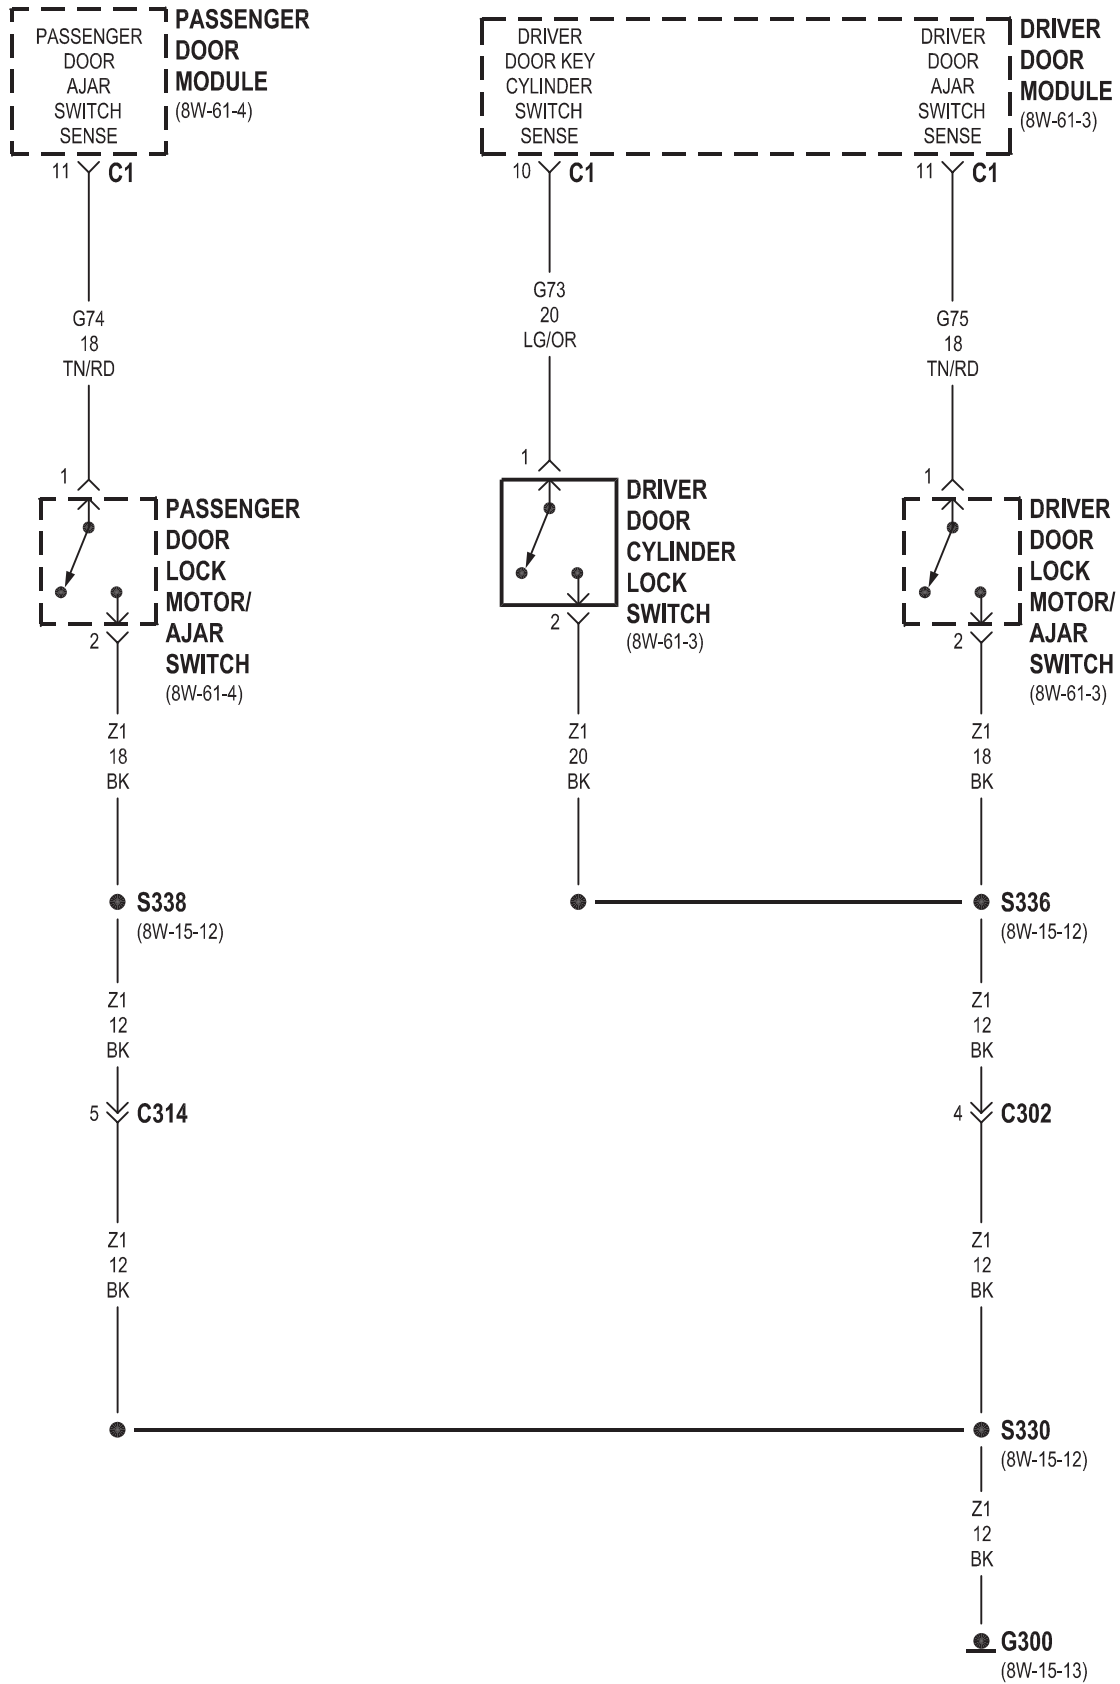 PASSENGER
DOOR
AJAR
SWITCH
SENSE
PASSENGER
DOOR
MODULE
(8W-61-4)
DRIVER
DOOR KEY
CYLINDER
SWITCH
SENSE
DRIVER
DOOR
AJAR
SWITCH
SENSE
DRIVER
DOOR
MODULE
(8W-61-3)
11 C1
10 C1
11 C1
G74
18
TN/RD
G73
20
LG/OR
G75
18
TN/RD
1
1
1
PASSENGER
DOOR
LOCK
MOTOR/
AJAR
SWITCH
(8W-61-4)
2
DRIVER
DOOR
CYLINDER
LOCK
SWITCH
(8W-61-3)
2
DRIVER
DOOR
LOCK
MOTOR/
AJAR
SWITCH
(8W-61-3)
2
Z1
18
BK
Z1
20
BK
Z1
18
BK
S338
(8W-15-12)
S336
(8W-15-12)
Z1
12
BK
Z1
12
BK
5 C314
4 C302
Z1
12
BK
Z1
12
BK
S330
(8W-15-12)
Z1
12
BK
G300
(8W-15-13)